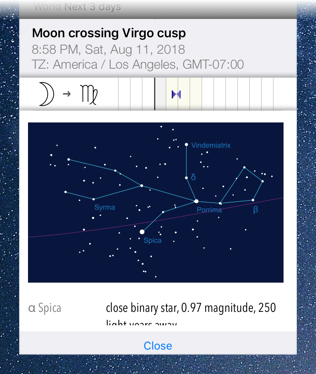 World Next 3 days
Moon crossing Virgo cusp
8:58 PM, Sat, Aug 11, 2018
TZ: America / Los Angeles, GMT-07:00
☽ → ♍
Vindemiatrix
δ
Syrma
Porrima
β
Spica
α Spica close binary star, 0.97 magnitude, 250
light years away
Close